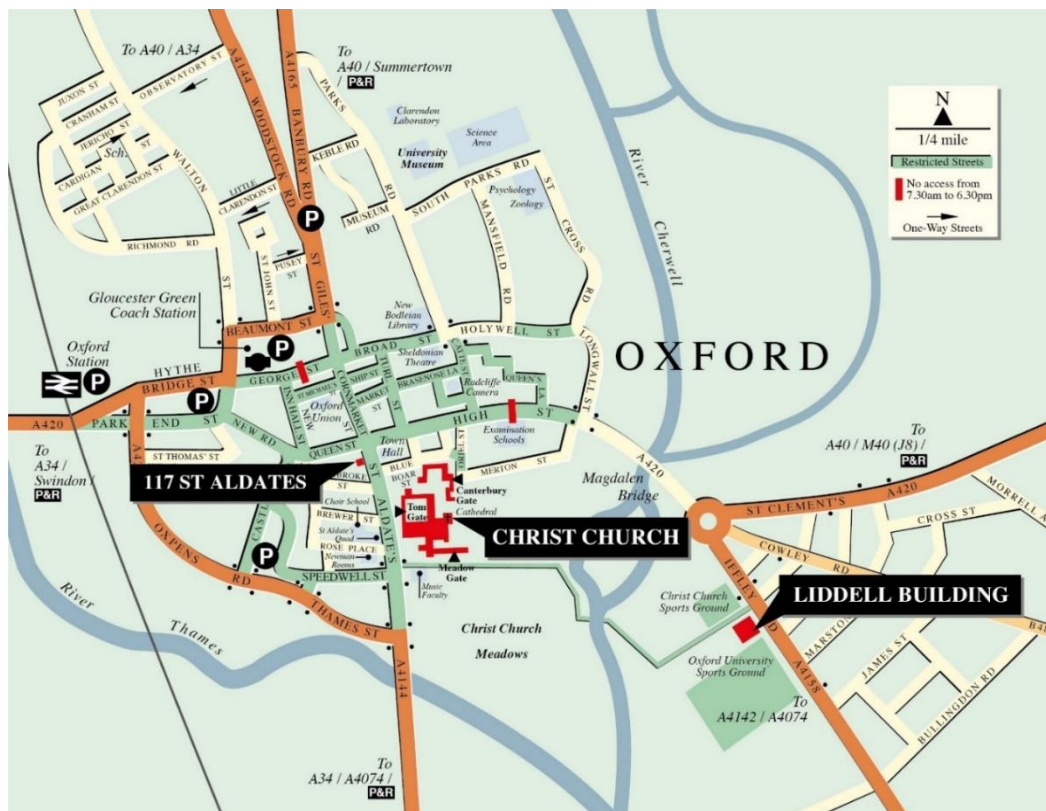 To A40 / A34
A4144 WOODSTOCK RD
A4165 BANBURY RD
To
A40 / Summertown
/ P&R
PARKS
RD
JUXON ST
OBSERVATORY ST
CRANHAM ST
JERICHO ST
Sch.
CARDIGAN ST
GREAT CLARENDON ST
WALTON
ST
LITTLE
CLARENDON ST
RICHMOND RD
ST JOHN ST
PUSEY
ST
P
ST GILES'
KEBLE RD
MUSEUM
RD
Clarendon
Laboratory
University
Museum
Science
Area
SOUTH PARKS RD
Psychology
Zoology
MANSFIELD RD
ST CROSS RD
River
Cherwell
N
1/4 mile
Restricted Streets
No access from
7.30am to 6.30pm
One-Way Streets
Gloucester Green
Coach Station
BEAUMONT ST
P
Oxford
Station
P
HYTHE
BRIDGE ST
GEORGE ST
P
New
Bodleian
Library
BROAD ST
Sheldonian
Theatre
HOLYWELL ST
LONGWALL ST
OXFORD
ST MICHAEL'S ST
SHIP ST
MARKET ST
CORNMARKET
TURL
BRASENOSE LA
CATTE ST
Radcliffe
Camera
QUEEN'S
LA
Oxford
Union
NEW
INN HALL ST
HIGH ST
Examination
Schools
A420
PARK END ST
NEW RD
QUEEN ST
ST THOMAS' ST
Town
Hall
BLUE
BOAR ST
ORIEL ST
MERTON ST
A420
Magdalen
Bridge
To
A34 /
Swindon /
P&R
117 ST ALDATES
Canterbury
Gate
Cathedral
Tom
Gate
CHRIST CHURCH
Meadow
Gate
Choir School
BREWER ST
St Aldate's
Quad
ROSE PLACE
Newman
Rooms
SPEEDWELL ST
CASTLE
P
ST ALDATE'S
Music
Faculty
OXPENS RD
THAMES ST
River
Thames
Christ Church
Meadows
A4144
To
A34 / A4074 /
P&R
To
A40 / M40 (J8) /
P&R
ST CLEMENT'S A420
MORRELL
CROSS ST
COWLEY
RD
IFFLEY RD
Christ Church
Sports Ground
LIDDELL BUILDING
Oxford University
Sports Ground
A4158
MARSTON
JAMES ST
BULLINGDON RD
To
A4142 / A4074